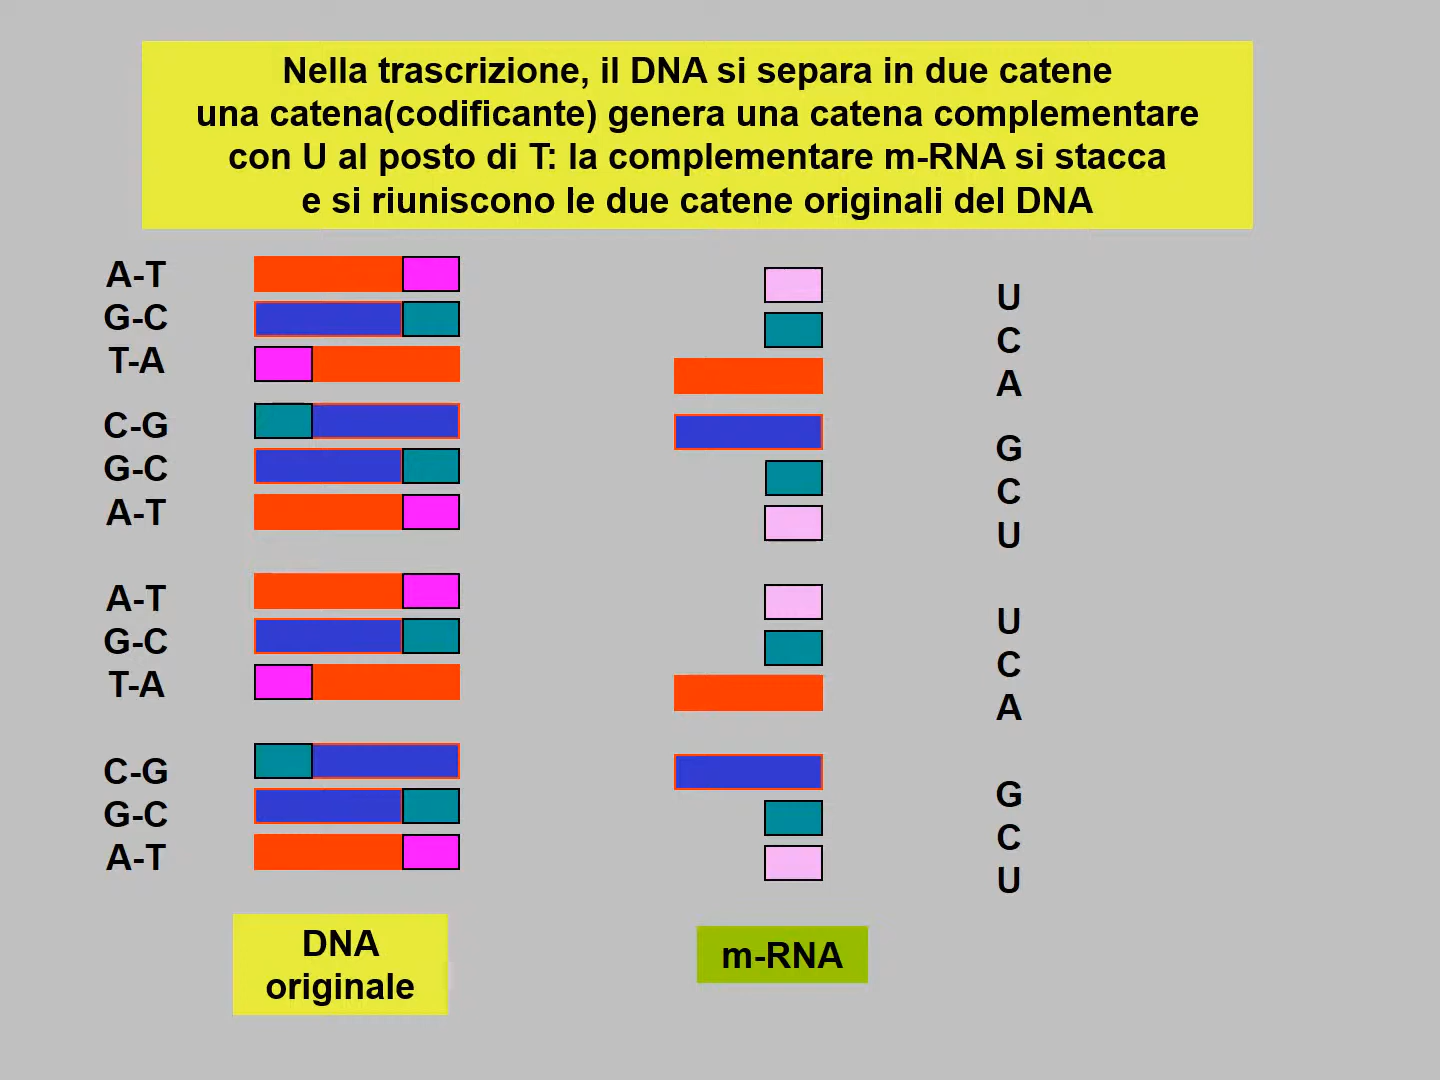 Nella trascrizione, il DNA si separa in due catene
una catena(codificante) genera una catena complementare
con U al posto di T: la complementare m-RNA si stacca
e si riuniscono le due catene originali del DNA
A-T
G-C
T-A
C-G
G-C
A-T
A-T
G-C
T-A
C-G
G-C
A-T
U
C
A
G
C
U
U
C
A
G
C
U
DNA
originale
m-RNA